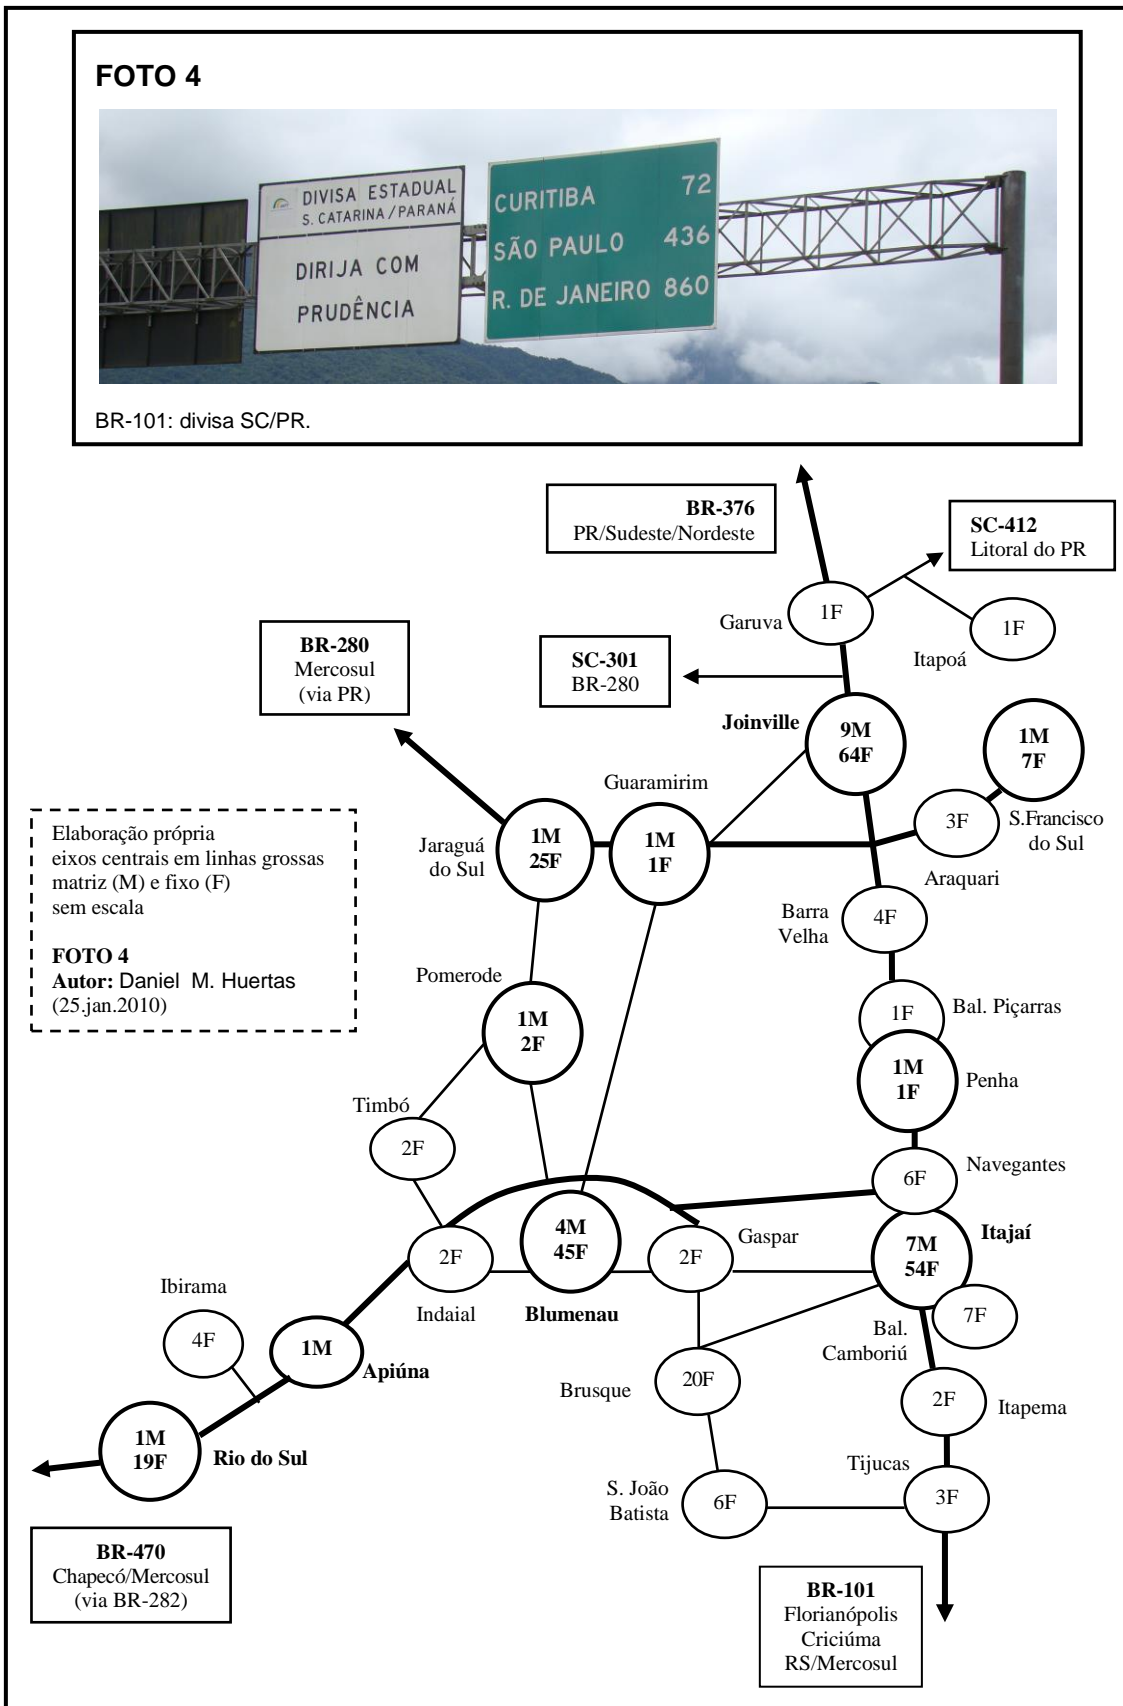 FOTO 4
DIVISA ESTADUAL
S. CATARINA/PARANÁ
DIRIJA COM
PRUDÊNCIA
CURITIBA 72
SÃO PAULO 436
R. DE JANEIRO 860
BR-101: divisa SC/PR.
BR-376
PR/Sudeste/Nordeste
SC-412
Litoral do PR
Garuva
1F
1F
Itapoá
BR-280
Mercosul
(via PR)
SC-301
BR-280
Joinville
9M
64F
1M
7F
S.Francisco
do Sul
Guaramirim
1M
1F
Jaraguá
do Sul
1M
25F
3F
Araquari
Elaboração própria
eixos centrais em linhas grossas
matriz (M) e fixo (F)
sem escala
FOTO 4
Autor: Daniel M. Huertas
(25.jan.2010)
Barra
Velha
4F
Pomerode
1M
2F
1F
Bal. Piçarras
1M
1F
Penha
Timbó
2F
6F
Navegantes
2F
Indaial
4M
45F
Blumenau
2F
Gaspar
7M
54F
Itajaí
Ibirama
4F
1M
Apiúna
7F
Bal.
Camboriú
Brusque
20F
2F
Itapema
1M
19F
Rio do Sul
S. João
Batista
6F
Tijucas
3F
BR-470
Chapecó/Mercosul
(via BR-282)
BR-101
Florianópolis
Criciúma
RS/Mercosul